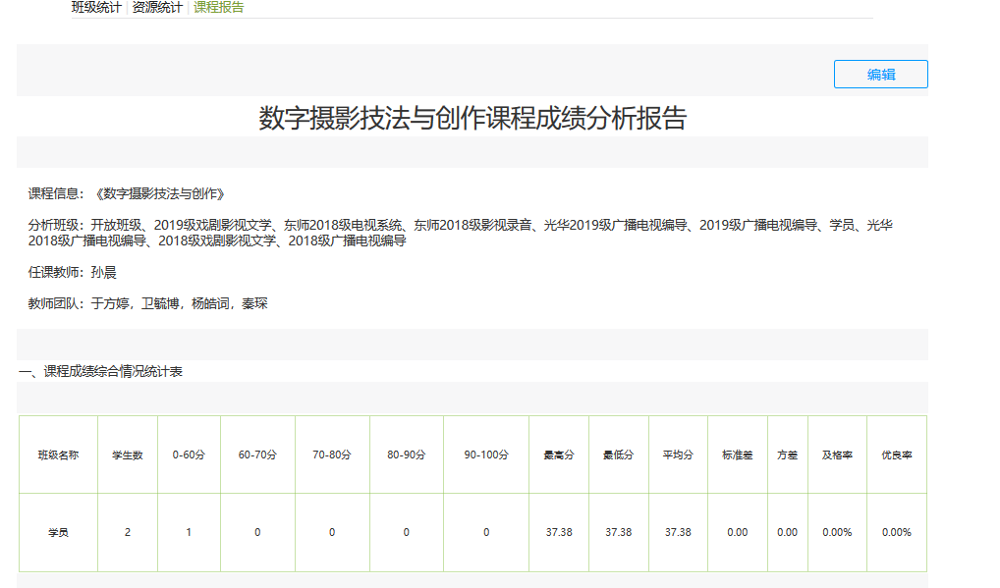 班级统计 | 资源统计 | 课程报告
编辑
数字摄影技法与创作课程成绩分析报告
课程信息：《数字摄影技法与创作》
分析班级：开放班级、2019级戏剧影视文学、东师2018级电视系统、东师2018级影视录音、光华2019级广播电视编导、2019级广播电视编导、学员、光华
2018级广播电视编导、2018级戏剧影视文学、2018级广播电视编导
任课教师：孙晨
教师团队：于方婷，卫毓博，杨皓词，秦琛
一、课程成绩综合情况统计表
班级名称 学生数 0-60分 60-70分 70-80分 80-90分 90-100分 最高分 最低分 平均分 标准差 方差 及格率 优良率
学员 2 1 0 0 0 0 37.38 37.38 37.38 0.00 0.00 0.00% 0.00%